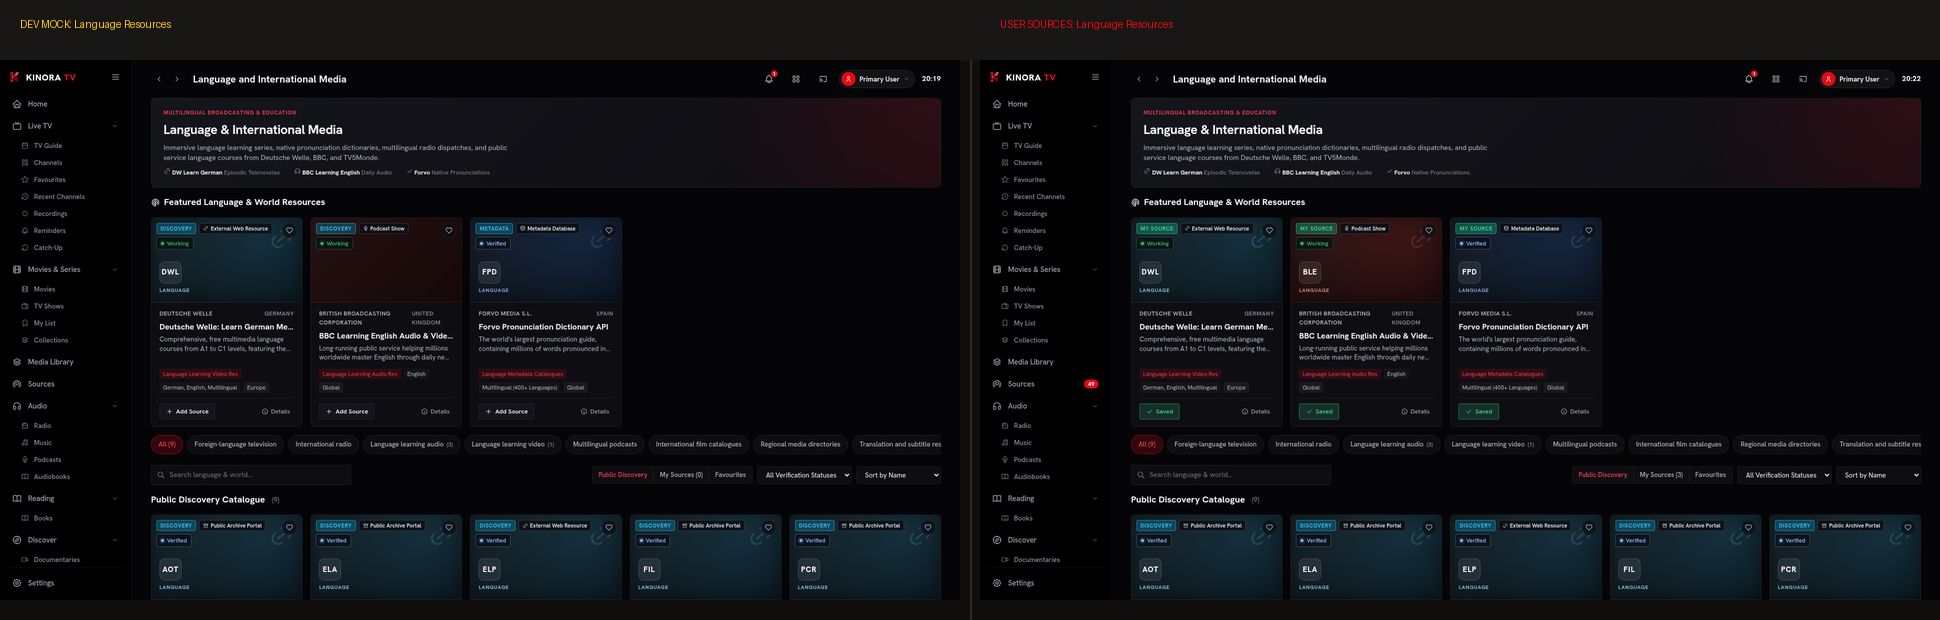 DEV MOCK: Language Resources
KINORA TV
Home
Live TV
TV Guide
Channels
Favourites
Recent Channels
Recordings
Reminders
Catch-Up
Movies & Series
Movies
TV Shows
My List
Collections
Media Library
Sources
Audio
Radio
Music
Podcasts
Audiobooks
Reading
Books
Discover
Documentaries
Settings
Language and International Media
1
Primary User
20:19
MULTILINGUAL BROADCASTING & EDUCATION
Language & International Media
Immersive language learning series, native pronunciation dictionaries, multilingual radio dispatches, and public
service language courses from Deutsche Welle, BBC, and TV5Monde.
DW Learn German Episodic Telenovelas BBC Learning English Daily Audio Forvo Native Pronunciations
Featured Language & World Resources
DISCOVERY External Web Resource
Working
DWL
LANGUAGE
DEUTSCHE WELLE GERMANY
Deutsche Welle: Learn German Me...
Comprehensive, free multimedia language
courses from A1 to C1 levels, featuring the...
Language Learning Video Res
German, English, Multilingual Europe
+ Add Source Details
DISCOVERY Podcast Show
Working
BRITISH BROADCASTING CORPORATION UNITED KINGDOM
BBC Learning English Audio & Vide...
Long-running public service helping millions
worldwide master English through daily ne...
Language Learning Audio Res English
Global
+ Add Source Details
METADATA Metadata Database
Verified
FPD
LANGUAGE
FORVO MEDIA S.L. SPAIN
Forvo Pronunciation Dictionary API
The world's largest pronunciation guide,
containing millions of words pronounced in...
Language Metadata Catalogues
Multilingual (400+ Languages) Global
+ Add Source Details
All (9) Foreign-language television International radio Language learning audio (3) Language learning video (1) Multilingual podcasts International film catalogues Regional media directories Translation and subtitle res
Search language & world...
Public Discovery My Sources (0) Favourites All Verification Statuses Sort by Name
Public Discovery Catalogue (9)
DISCOVERY Public Archive Portal
Verified
AOT
LANGUAGE
DISCOVERY Public Archive Portal
Verified
ELA
LANGUAGE
DISCOVERY External Web Resource
Verified
ELP
LANGUAGE
DISCOVERY Public Archive Portal
Verified
FIL
LANGUAGE
DISCOVERY Public Archive Portal
Verified
PCR
LANGUAGE
USER SOURCES: Language Resources
KINORA TV
Home
Live TV
TV Guide
Channels
Favourites
Recent Channels
Recordings
Reminders
Catch-Up
Movies & Series
Movies
TV Shows
My List
Collections
Media Library
Sources 49
Audio
Radio
Music
Podcasts
Audiobooks
Reading
Books
Discover
Documentaries
Settings
Language and International Media
1
Primary User
20:22
MULTILINGUAL BROADCASTING & EDUCATION
Language & International Media
Immersive language learning series, native pronunciation dictionaries, multilingual radio dispatches, and public
service language courses from Deutsche Welle, BBC, and TV5Monde.
DW Learn German Episodic Telenovelas BBC Learning English Daily Audio Forvo Native Pronunciations
Featured Language & World Resources
MY SOURCE External Web Resource
Working
DWL
LANGUAGE
DEUTSCHE WELLE GERMANY
Deutsche Welle: Learn German Me...
Comprehensive, free multimedia language
courses from A1 to C1 levels, featuring the...
Language Learning Video Res
German, English, Multilingual Europe
Saved Details
MY SOURCE Podcast Show
Working
BLE
LANGUAGE
BRITISH BROADCASTING CORPORATION UNITED KINGDOM
BBC Learning English Audio & Vide...
Long-running public service helping millions
worldwide master English through daily ne...
Language Learning Audio Res English
Global
Saved Details
MY SOURCE Metadata Database
Verified
FPD
LANGUAGE
FORVO MEDIA S.L. SPAIN
Forvo Pronunciation Dictionary API
The world's largest pronunciation guide,
containing millions of words pronounced in...
Language Metadata Catalogues
Multilingual (400+ Languages) Global
Saved Details
All (9) Foreign-language television International radio Language learning audio (3) Language learning video (1) Multilingual podcasts International film catalogues Regional media directories Translation and subtitle res
Search language & world...
Public Discovery My Sources (3) Favourites All Verification Statuses Sort by Name
Public Discovery Catalogue (9)
DISCOVERY Public Archive Portal
Verified
AOT
LANGUAGE
DISCOVERY Public Archive Portal
Verified
ELA
LANGUAGE
DISCOVERY External Web Resource
Verified
ELP
LANGUAGE
DISCOVERY Public Archive Portal
Verified
FIL
LANGUAGE
DISCOVERY Public Archive Portal
Verified
PCR
LANGUAGE